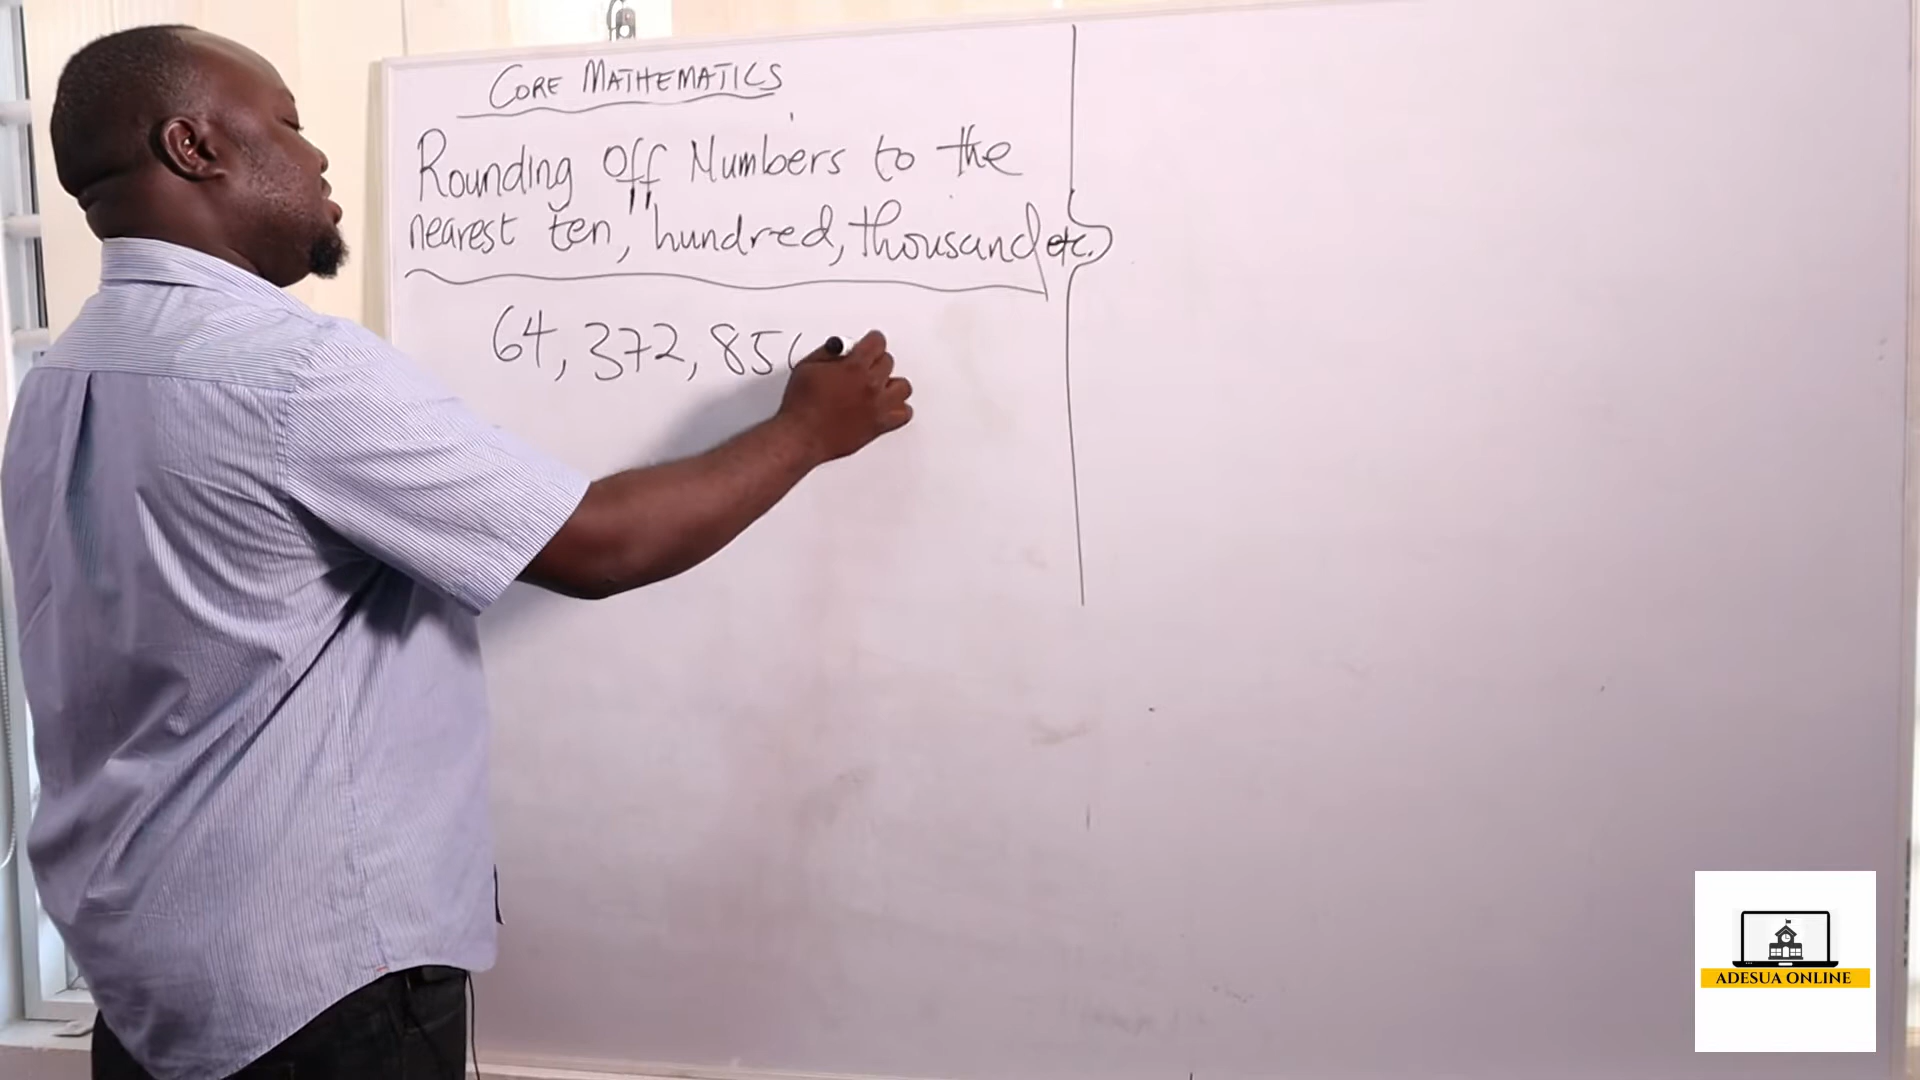 CORE MATHEMATICS
Rounding off Numbers to the
nearest ten, hundred, thousand etc.
64,372,85
ADESUA ONLINE